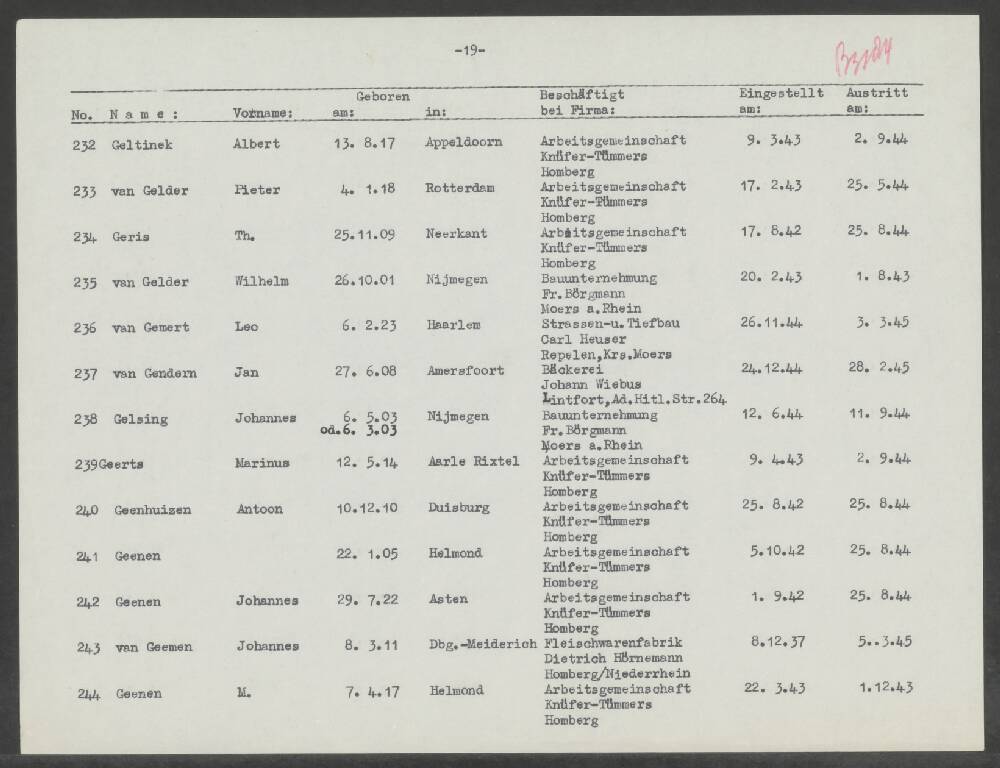 -19-
Geboren Beschäftigt Eingestellt Austritt
No. N a m e : Vorname: am: in: bei Firma: am: am:
232 Geltinek Albert 13. 8.17 Appeldoorn Arbeitsgemeinschaft 9. 3.43 2. 9.44
Knüfer-Tümmers
Homberg
233 van Gelder Pieter 4. 1.18 Rotterdam Arbeitsgemeinschaft 17. 2.43 25. 5.44
Knüfer-Tümmers
Homberg
234 Geris Th. 25.11.09 Neerkant Arbeitsgemeinschaft 17. 8.42 25. 8.44
Knüfer-Tümmers
Homberg
235 van Gelder Wilhelm 26.10.01 Nijmegen Bauunternehmung 20. 2.43 1. 8.43
Fr.Börgmann
Moers a.Rhein
236 van Gemert Leo 6. 2.23 Haarlem Strassen-u.Tiefbau 26.11.44 3. 3.45
Carl Heuser
Repelen,Krs.Moers
237 van Gendern Jan 27. 6.08 Amersfoort Bäckerei 24.12.44 28. 2.45
Johann Wiebus
Lintfort,Ad.Hitl.Str.264
238 Gelsing Johannes 6. 5.03 Nijmegen Bauunternehmung 12. 6.44 11. 9.44
od.6. 3.03 Fr.Börgmann
Moers a.Rhein
239Geerts Marinus 12. 5.14 Aarle Rixtel Arbeitsgemeinschaft 9. 4.43 2. 9.44
Knüfer-Tümmers
Homberg
240 Geenhuizen Antoon 10.12.10 Duisburg Arbeitsgemeinschaft 25. 8.42 25. 8.44
Knüfer-Tümmers
Homberg
241 Geenen 22. 1.05 Helmond Arbeitsgemeinschaft 5.10.42 25. 8.44
Knüfer-Tümmers
Homberg
242 Geenen Johannes 29. 7.22 Asten Arbeitsgemeinschaft 1. 9.42 25. 8.44
Knüfer-Tümmers
Homberg
243 van Geemen Johannes 8. 3.11 Dbg.-Meiderich Fleischwarenfabrik 8.12.37 5..3.45
Dietrich Hörnemann
Homberg/Niederrhein
244 Geenen M. 7. 4.17 Helmond Arbeitsgemeinschaft 22. 3.43 1.12.43
Knüfer-Tümmers
Homberg